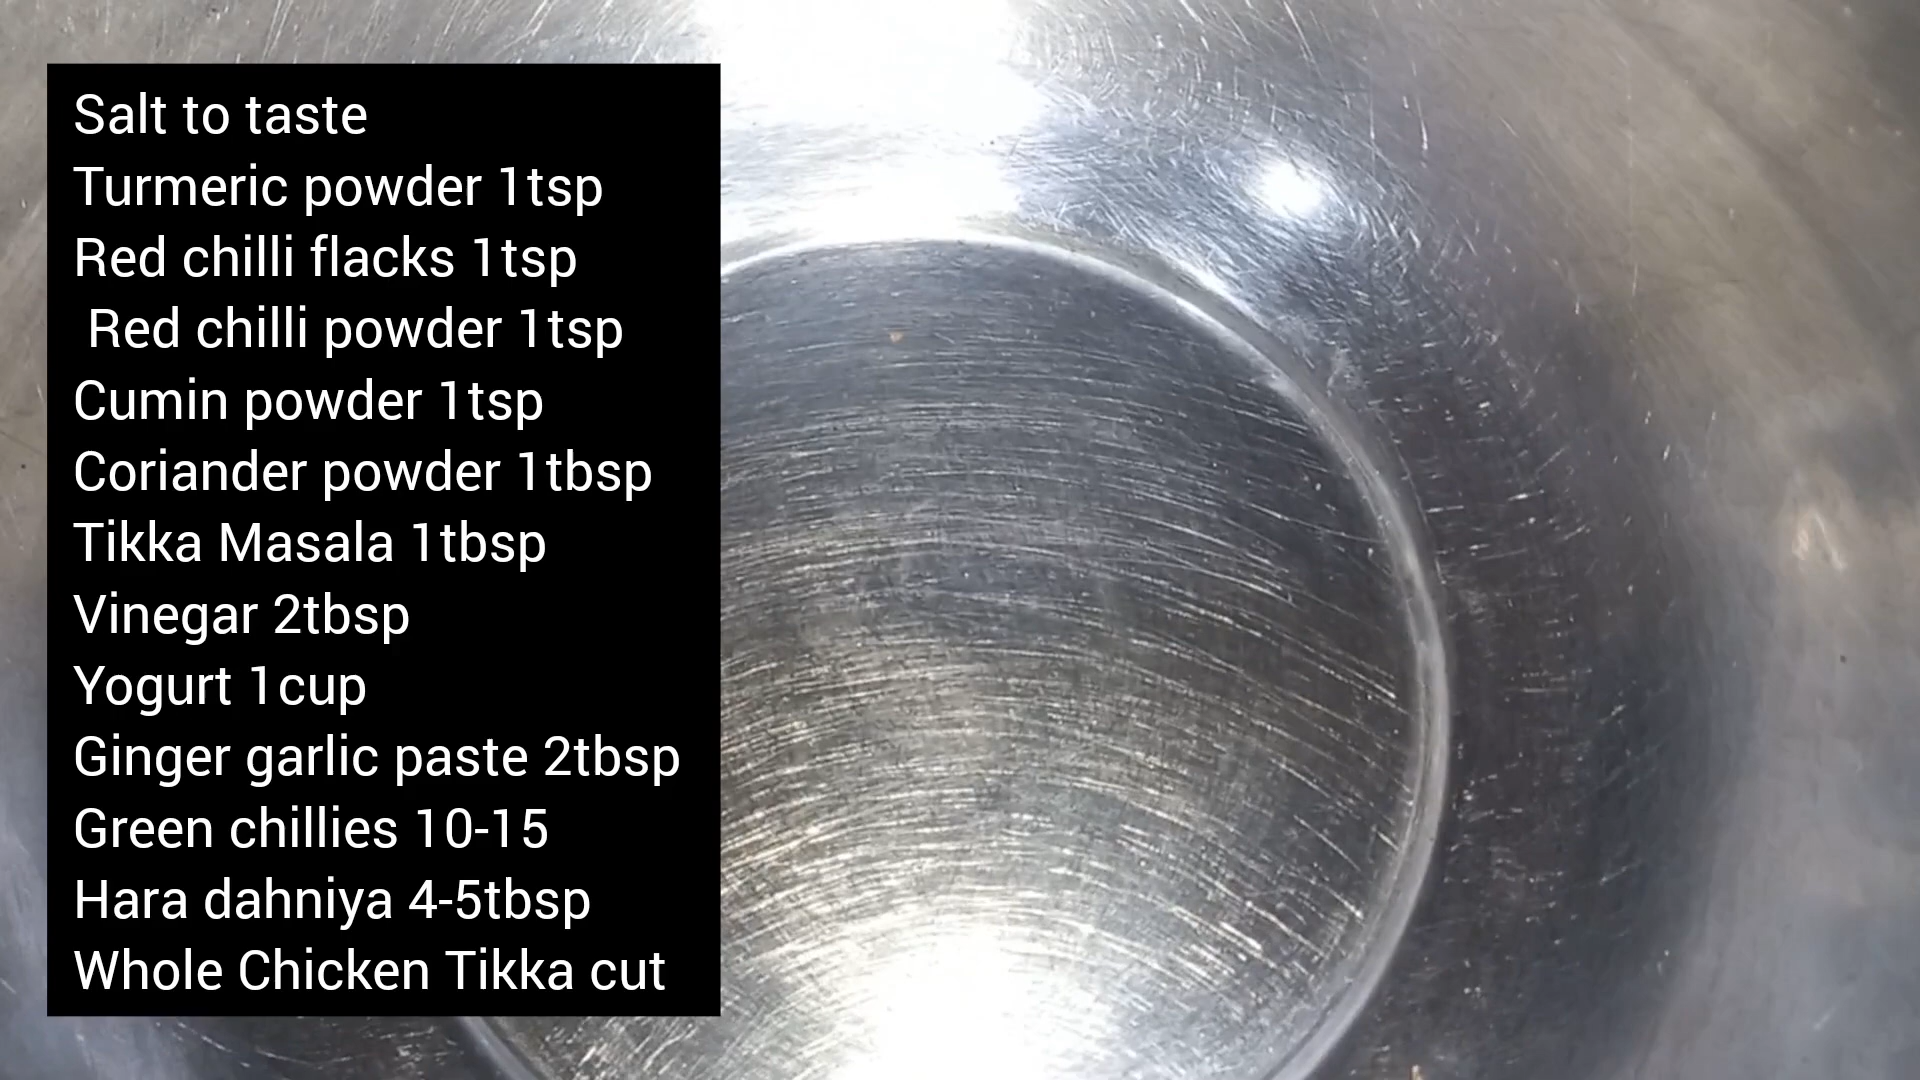 Salt to taste
Turmeric powder 1tsp
Red chilli flacks 1tsp
Red chilli powder 1tsp
Cumin powder 1tsp
Coriander powder 1tbsp
Tikka Masala 1tbsp
Vinegar 2tbsp
Yogurt 1cup
Ginger garlic paste 2tbsp
Green chillies 10-15
Hara dahniya 4-5tbsp
Whole Chicken Tikka cut